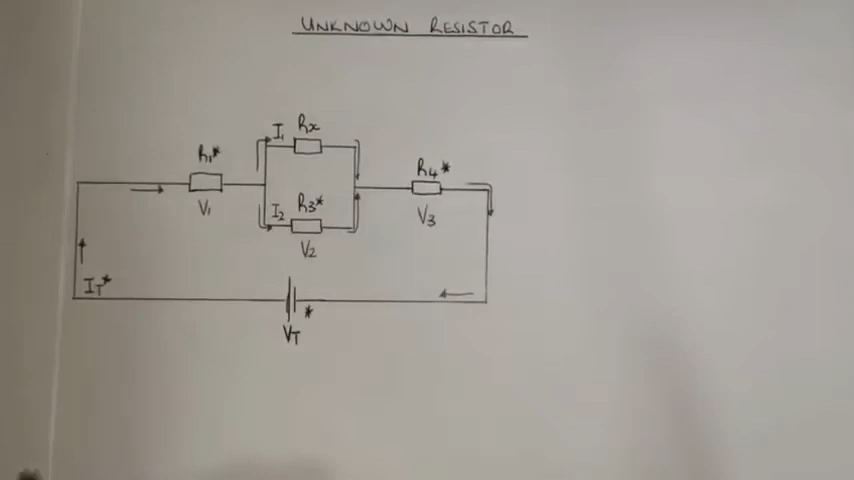 UNKNOWN RESISTOR
I1 Rx
R1*
R4*
I2 R3*
V1
V3
V2
IT*
*
VT